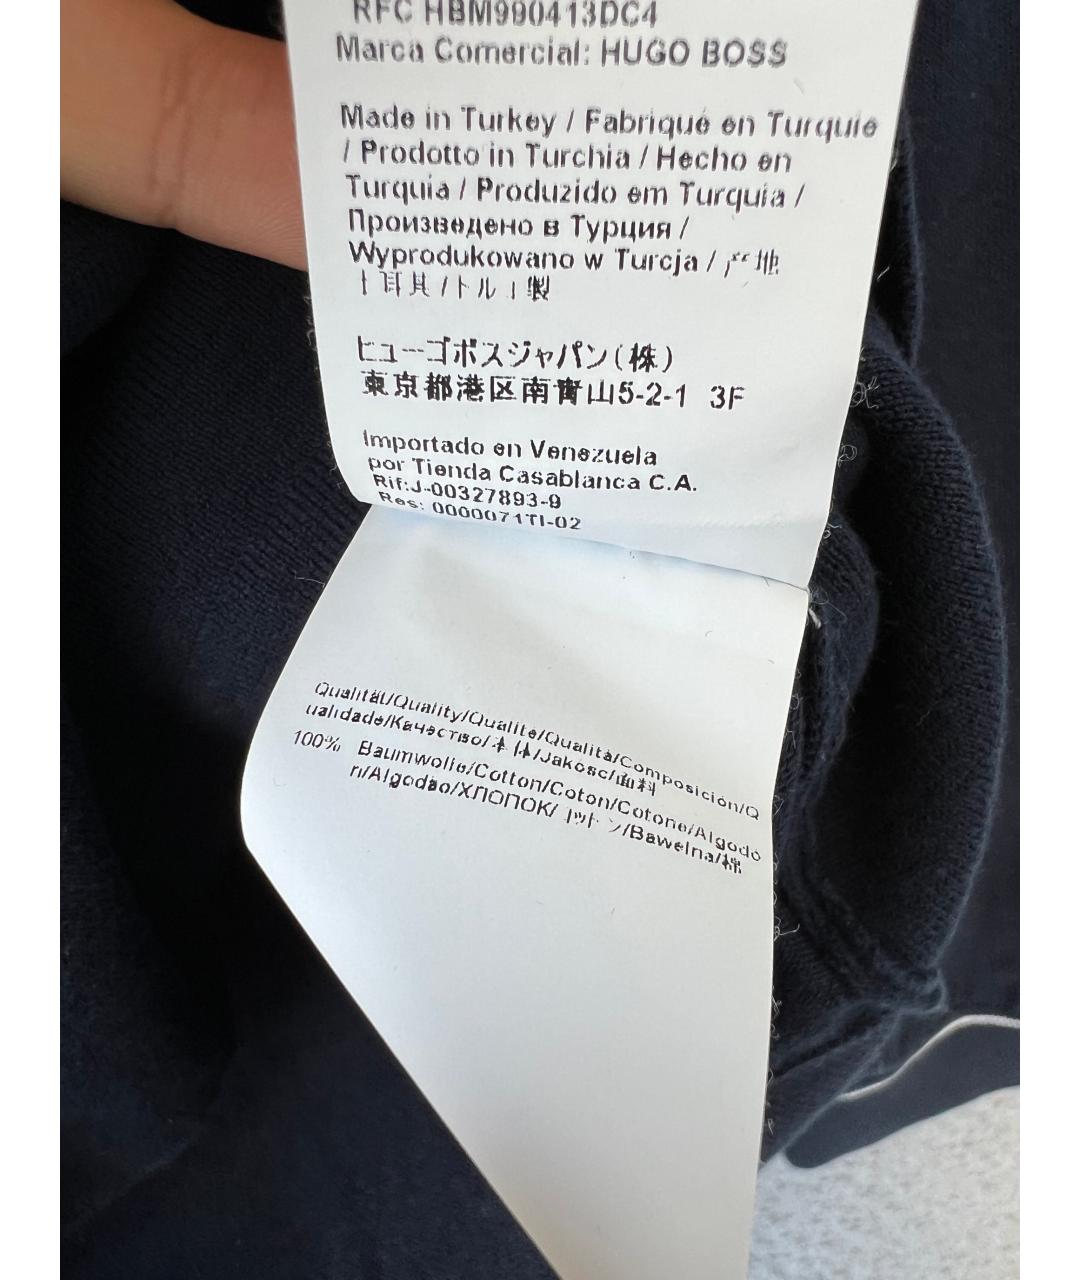 RFC HBM990413DC4
Marca Comercial: HUGO BOSS
Made in Turkey / Fabriqué en Turquie
/ Prodotto in Turchia / Hecho en
Turquia / Produzido em Turquia /
Произведено в Турции /
Wyprodukowano w Turcja / 产地
土耳其 / トルコ製
ヒューゴボスジャパン(株)
東京都港区南青山5-2-1 3F
Importado en Venezuela
por Tienda Casablanca C.A.
Rif:J-00327893-9
Res: 0000071TI-02
Qualität/Quality/Qualite/Qualità/Composición/Q
ualidade/Качество/本体/Jakosc/面料
100% Baumwolle/Cotton/Coton/Cotone/Algodó
n/Algodao/ХЛОПОК/コットン/Bawelna/棉